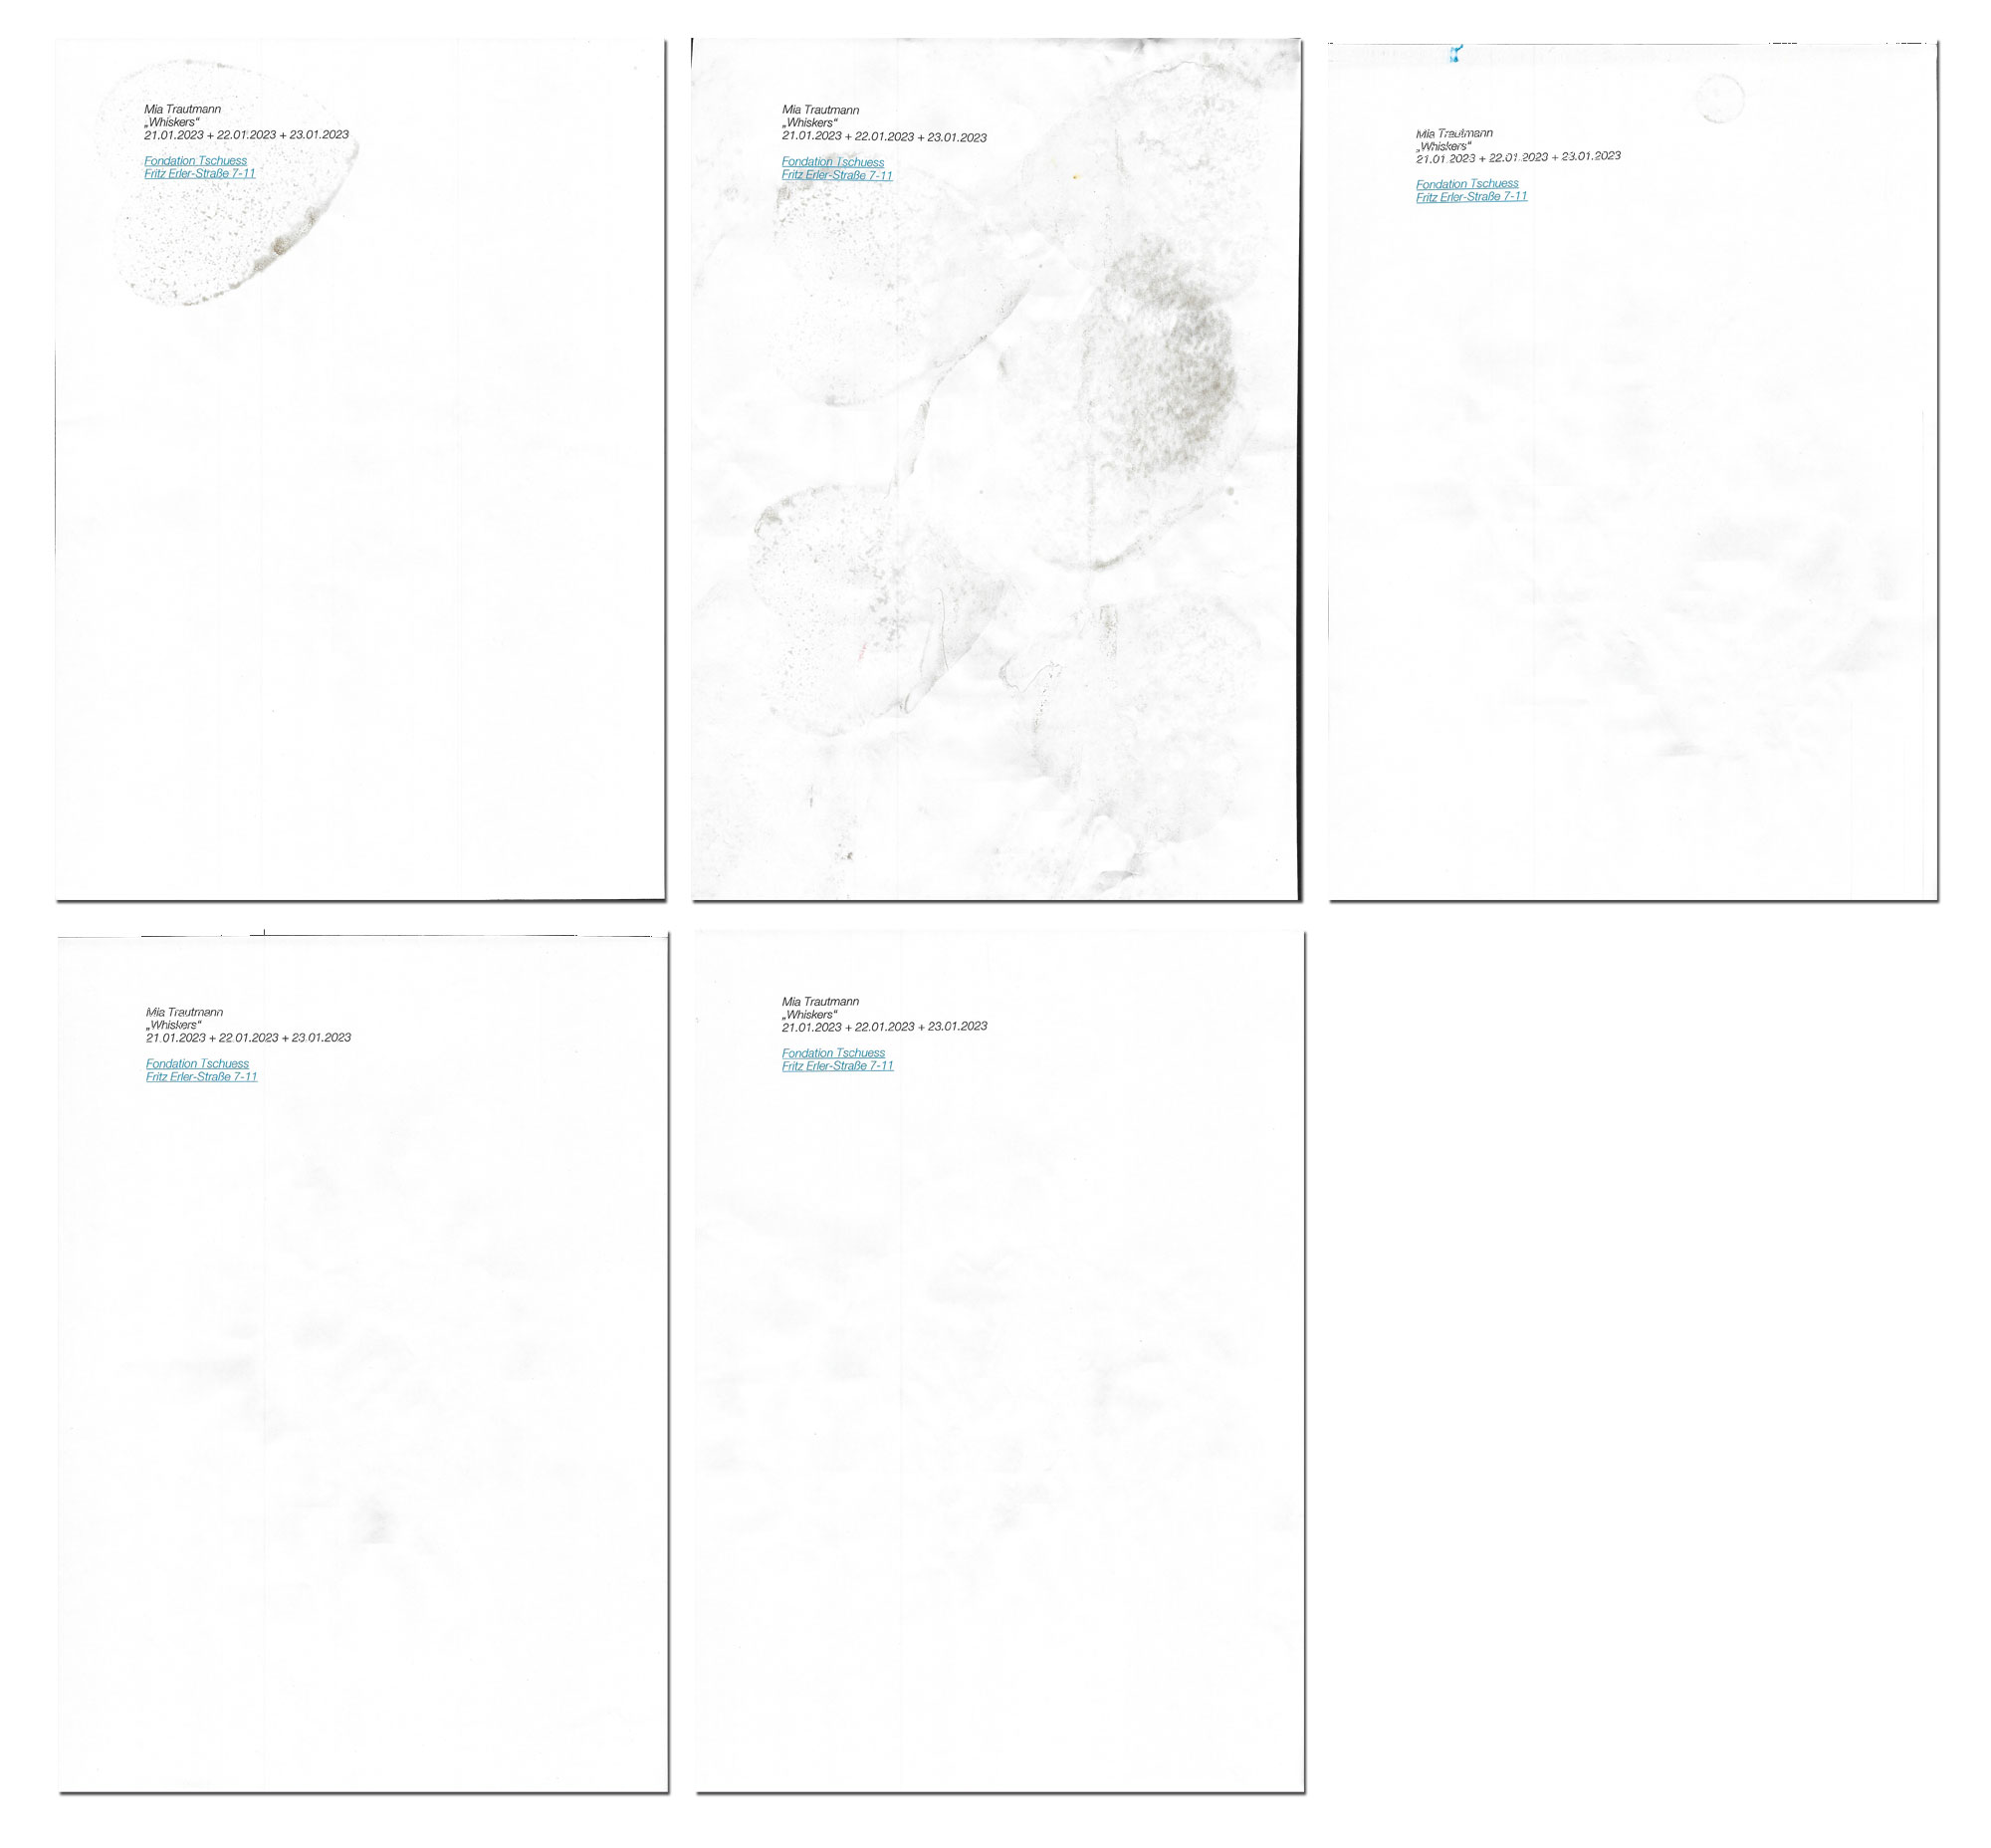 Mia Trautmann
„Whiskers“
21.01.2023 + 22.01.2023 + 23.01.2023
Fondation Tschuess
Fritz Erler-Straße 7-11
Mia Trautmann
„Whiskers“
21.01.2023 + 22.01.2023 + 23.01.2023
Fondation Tschuess
Fritz Erler-Straße 7-11
Mia Trautmann
„Whiskers“
21.01.2023 + 22.01.2023 + 23.01.2023
Fondation Tschuess
Fritz Erler-Straße 7-11
Mia Trautmann
„Whiskers“
21.01.2023 + 22.01.2023 + 23.01.2023
Fondation Tschuess
Fritz Erler-Straße 7-11
Mia Trautmann
„Whiskers“
21.01.2023 + 22.01.2023 + 23.01.2023
Fondation Tschuess
Fritz Erler-Straße 7-11